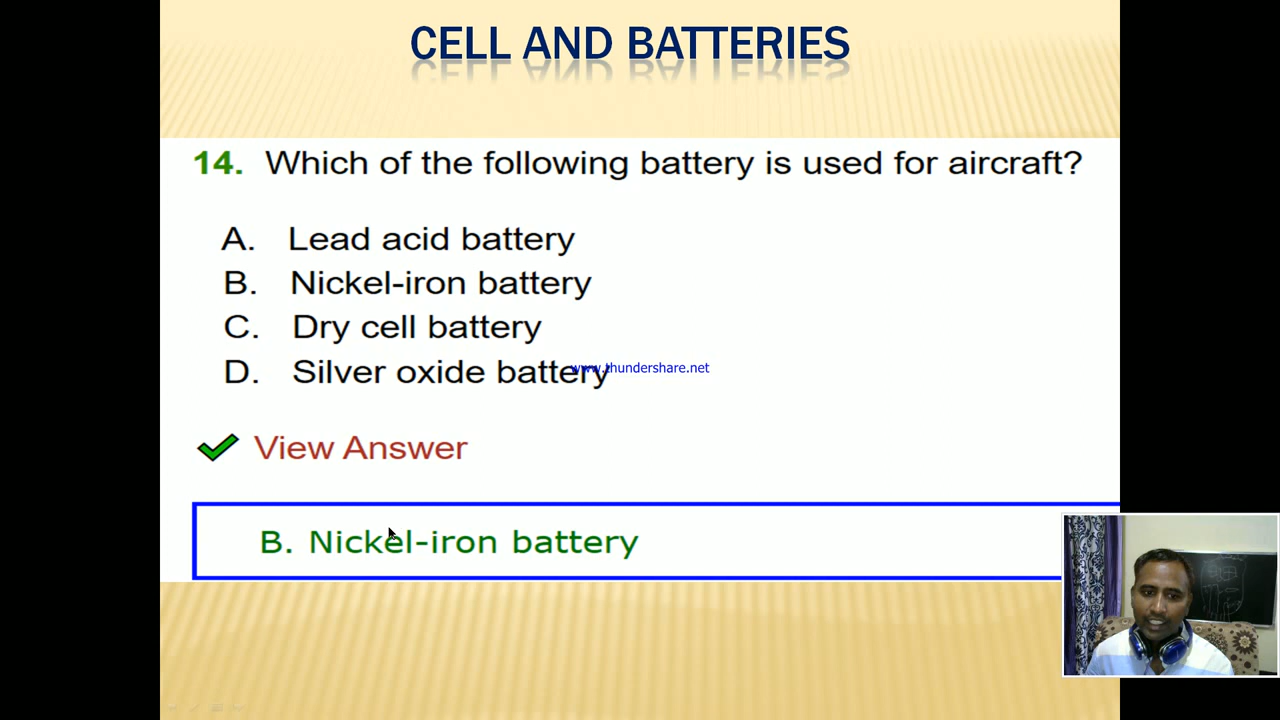 CELL AND BATTERIES
14. Which of the following battery is used for aircraft?
A. Lead acid battery
B. Nickel-iron battery
C. Dry cell battery
D. Silver oxide battery
www.thundershare.net
View Answer
B. Nickel-iron battery